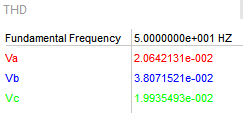 THD
Fundamental Frequency 5.0000000e+001 HZ
Va 2.0642131e-002
Vb 3.8071521e-002
Vc 1.9935493e-002